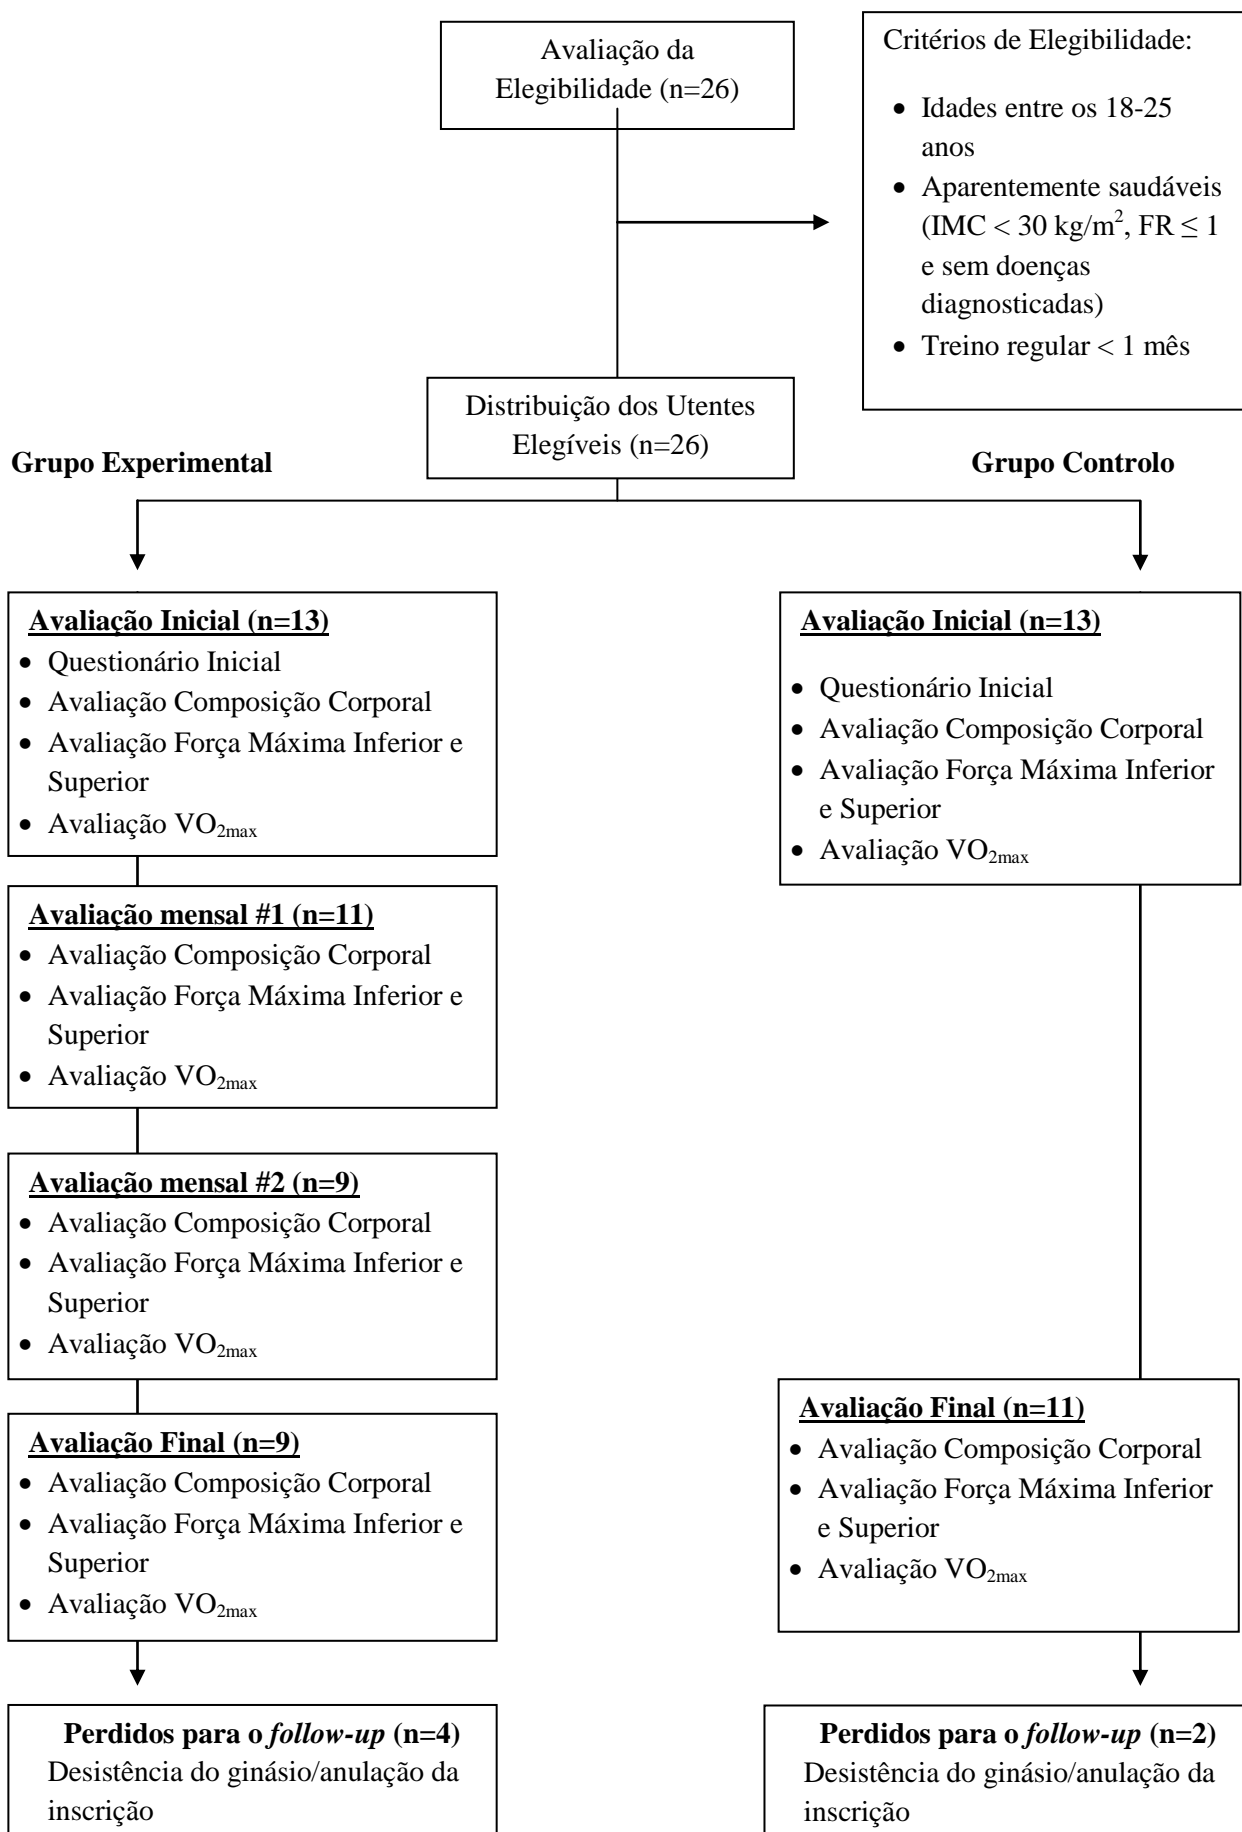 Avaliação da
Elegibilidade (n=26)
Critérios de Elegibilidade:
• Idades entre os 18-25
anos
• Aparentemente saudáveis
(IMC < 30 kg/m², FR ≤ 1
e sem doenças
diagnosticadas)
• Treino regular < 1 mês
Distribuição dos Utentes
Elegíveis (n=26)
Grupo Experimental
Grupo Controlo
Avaliação Inicial (n=13)
• Questionário Inicial
• Avaliação Composição Corporal
• Avaliação Força Máxima Inferior e
Superior
• Avaliação VO₂max
Avaliação Inicial (n=13)
• Questionário Inicial
• Avaliação Composição Corporal
• Avaliação Força Máxima Inferior
e Superior
• Avaliação VO₂max
Avaliação mensal #1 (n=11)
• Avaliação Composição Corporal
• Avaliação Força Máxima Inferior e
Superior
• Avaliação VO₂max
Avaliação mensal #2 (n=9)
• Avaliação Composição Corporal
• Avaliação Força Máxima Inferior e
Superior
• Avaliação VO₂max
Avaliação Final (n=9)
• Avaliação Composição Corporal
• Avaliação Força Máxima Inferior e
Superior
• Avaliação VO₂max
Avaliação Final (n=11)
• Avaliação Composição Corporal
• Avaliação Força Máxima Inferior
e Superior
• Avaliação VO₂max
Perdidos para o follow-up (n=4)
Desistência do ginásio/anulação da
inscrição
Perdidos para o follow-up (n=2)
Desistência do ginásio/anulação da
inscrição